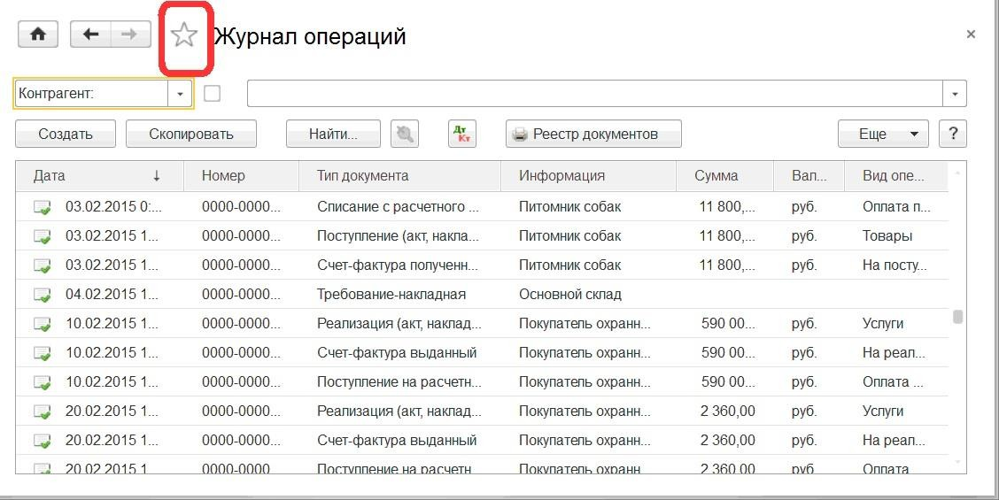 Журнал операций
Контрагент:
Создать Скопировать Найти... Дт Кт Реестр документов Еще ?
Дата ↓ Номер Тип документа Информация Сумма Вал... Вид опе...
03.02.2015 0:... 0000-0000... Списание с расчетного ... Питомник собак 11 800,... руб. Оплата п...
03.02.2015 1... 0000-0000... Поступление (акт, накла... Питомник собак 11 800,... руб. Товары
03.02.2015 1... 0000-0000... Счет-фактура полученн... Питомник собак 11 800,... руб. На посту...
04.02.2015 1... 0000-0000... Требование-накладная Основной склад
10.02.2015 1... 0000-0000... Реализация (акт, наклад... Покупатель охранн... 590 00... руб. Услуги
10.02.2015 1... 0000-0000... Счет-фактура выданный Покупатель охранн... 590 00... руб. На реал...
10.02.2015 1... 0000-0000... Поступление на расчетн... Покупатель охранн... 590 00... руб. Оплата ...
20.02.2015 1... 0000-0000... Реализация (акт, наклад... Покупатель охранн... 2 360,00 руб. Услуги
20.02.2015 1... 0000-0000... Счет-фактура выданный Покупатель охранн... 2 360,00 руб. На реал...
20.02.2015 1 0000-0000 Поступление на расчетн Покупатель охранн 2 360,00 руб. Оплата